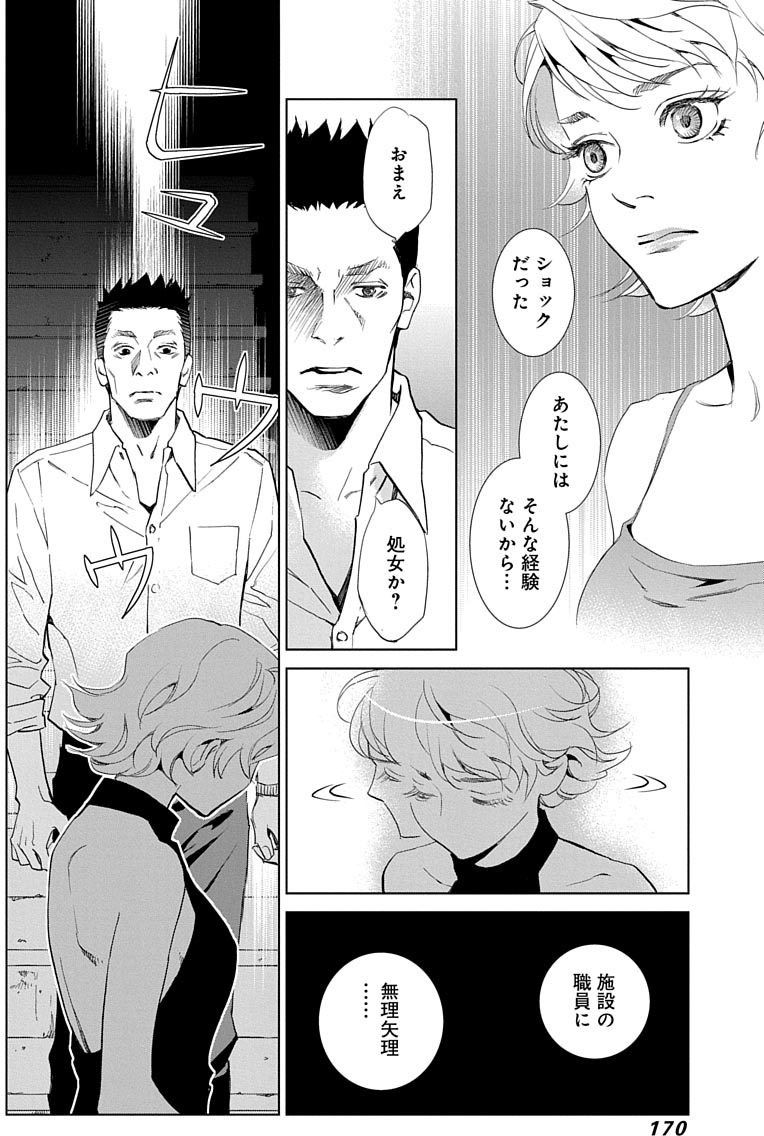 ショック
だった
あたしには
そんな経験
ないから…
おまえ
処女か?
施設の
職員に
無理矢理
……
ヒュ
ウウ
170